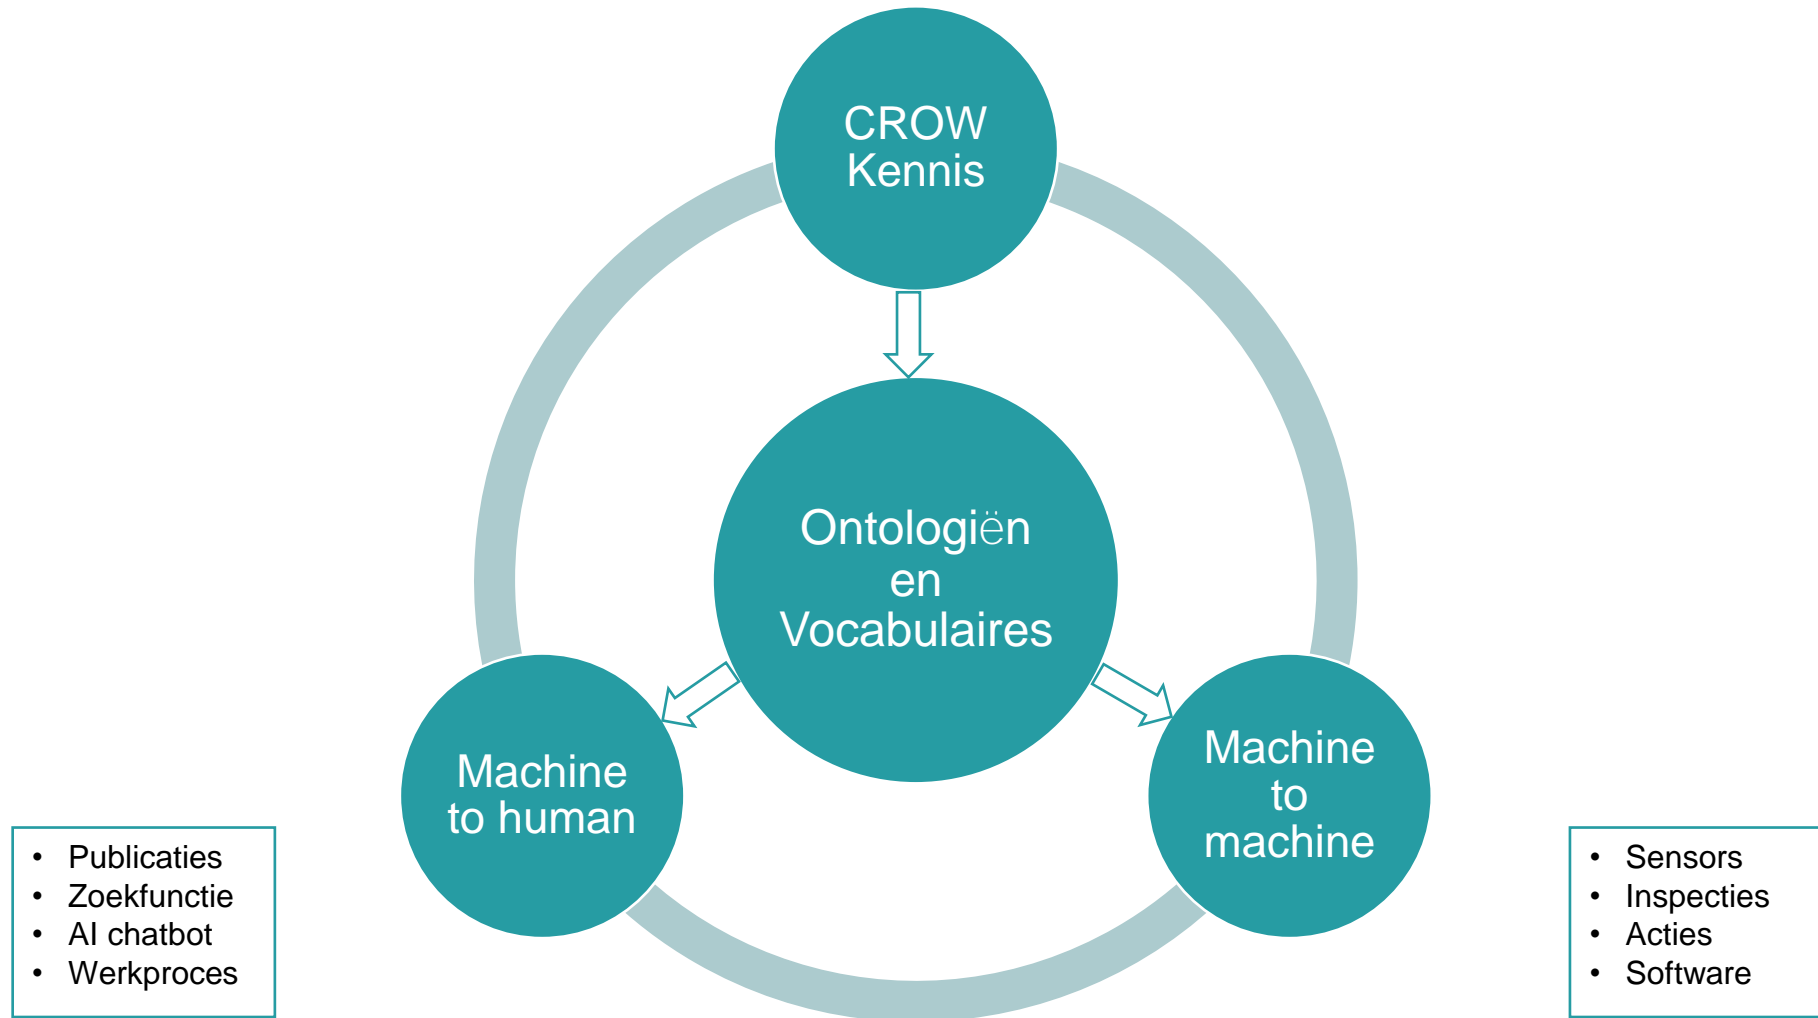 CROW
Kennis
Ontologiën
en
Vocabulaires
Machine
to human
Machine
to
machine
• Publicaties
• Zoekfunctie
• AI chatbot
• Werkproces
• Sensors
• Inspecties
• Acties
• Software